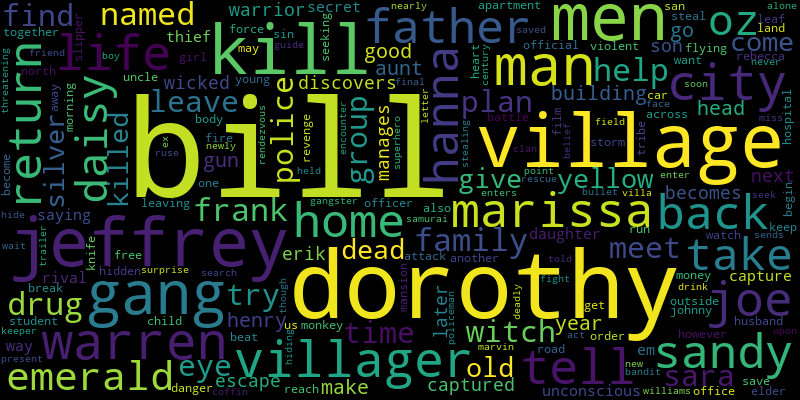 find named warrior secret father men oz
thief force sin seeking go san steal leaf alone
together friend slipper girl kill may guide good son come land
life boy uncle wicked young discovers aunt man help city rebecca
north silver away morning leave body police group manages superhero
hanna plan building violent official flying want never
threatening return daisy killed gun fire newly one ex ruse
bill rendezvous revenge held encounter letter final nearly apartment saved
heart century village head car across face soon hospital miss
battle clan film belief field storm tribe stealing
become saying leaving gangster officer also give yellow next
frank home marissa becomes enters point rescue bullet villa enter begin seek
hide wait jeffrey trailer knife free erik dead family daughter meet run back watch sends keep
rival hidden surprise search attack another told take
drug gang try though mansion dorothy deadly fight get capture money drink outside
break student child henry us monkey time later policeman witch year johnny husband however upon
keeper way warren beat hiding marvin road act order em joe
present emerald villager eye old tell bandit new sandy
danger escape coffin reach make captured unconscious williams sara office save elder